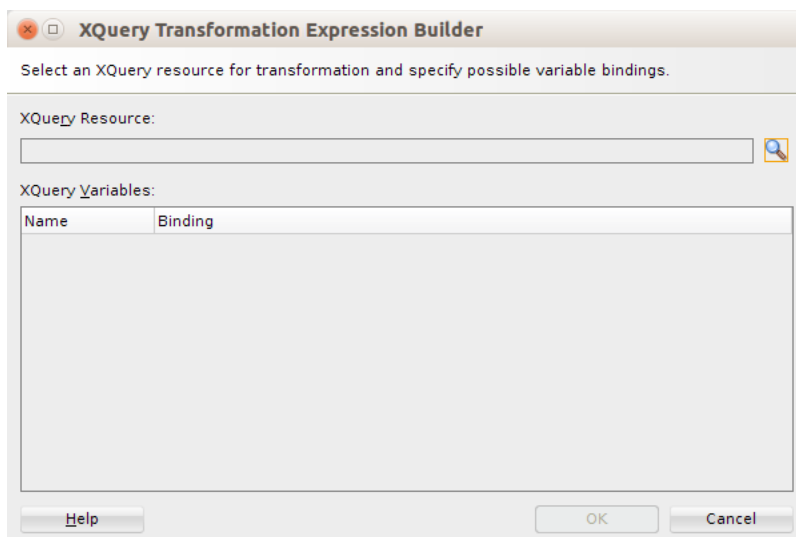 XQuery Transformation Expression Builder
Select an XQuery resource for transformation and specify possible variable bindings.
XQuery Resource:
XQuery Variables:
Name Binding
Help OK Cancel